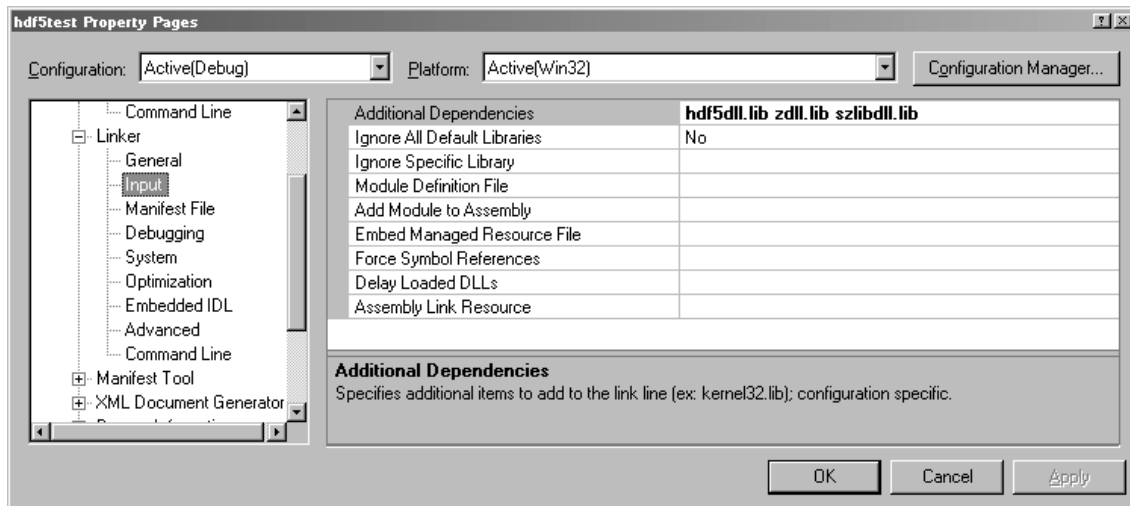 hdf5test Property Pages
Configuration: Active(Debug) Platform: Active(Win32) Configuration Manager...
Command Line
Linker
General
Input
Manifest File
Debugging
System
Optimization
Embedded IDL
Advanced
Command Line
Manifest Tool
XML Document Generator
Additional Dependencies hdf5dll.lib zdll.lib szlibdll.lib
Ignore All Default Libraries No
Ignore Specific Library
Module Definition File
Add Module to Assembly
Embed Managed Resource File
Force Symbol References
Delay Loaded DLLs
Assembly Link Resource
Additional Dependencies
Specifies additional items to add to the link line (ex: kernel32.lib); configuration specific.
OK Cancel Apply